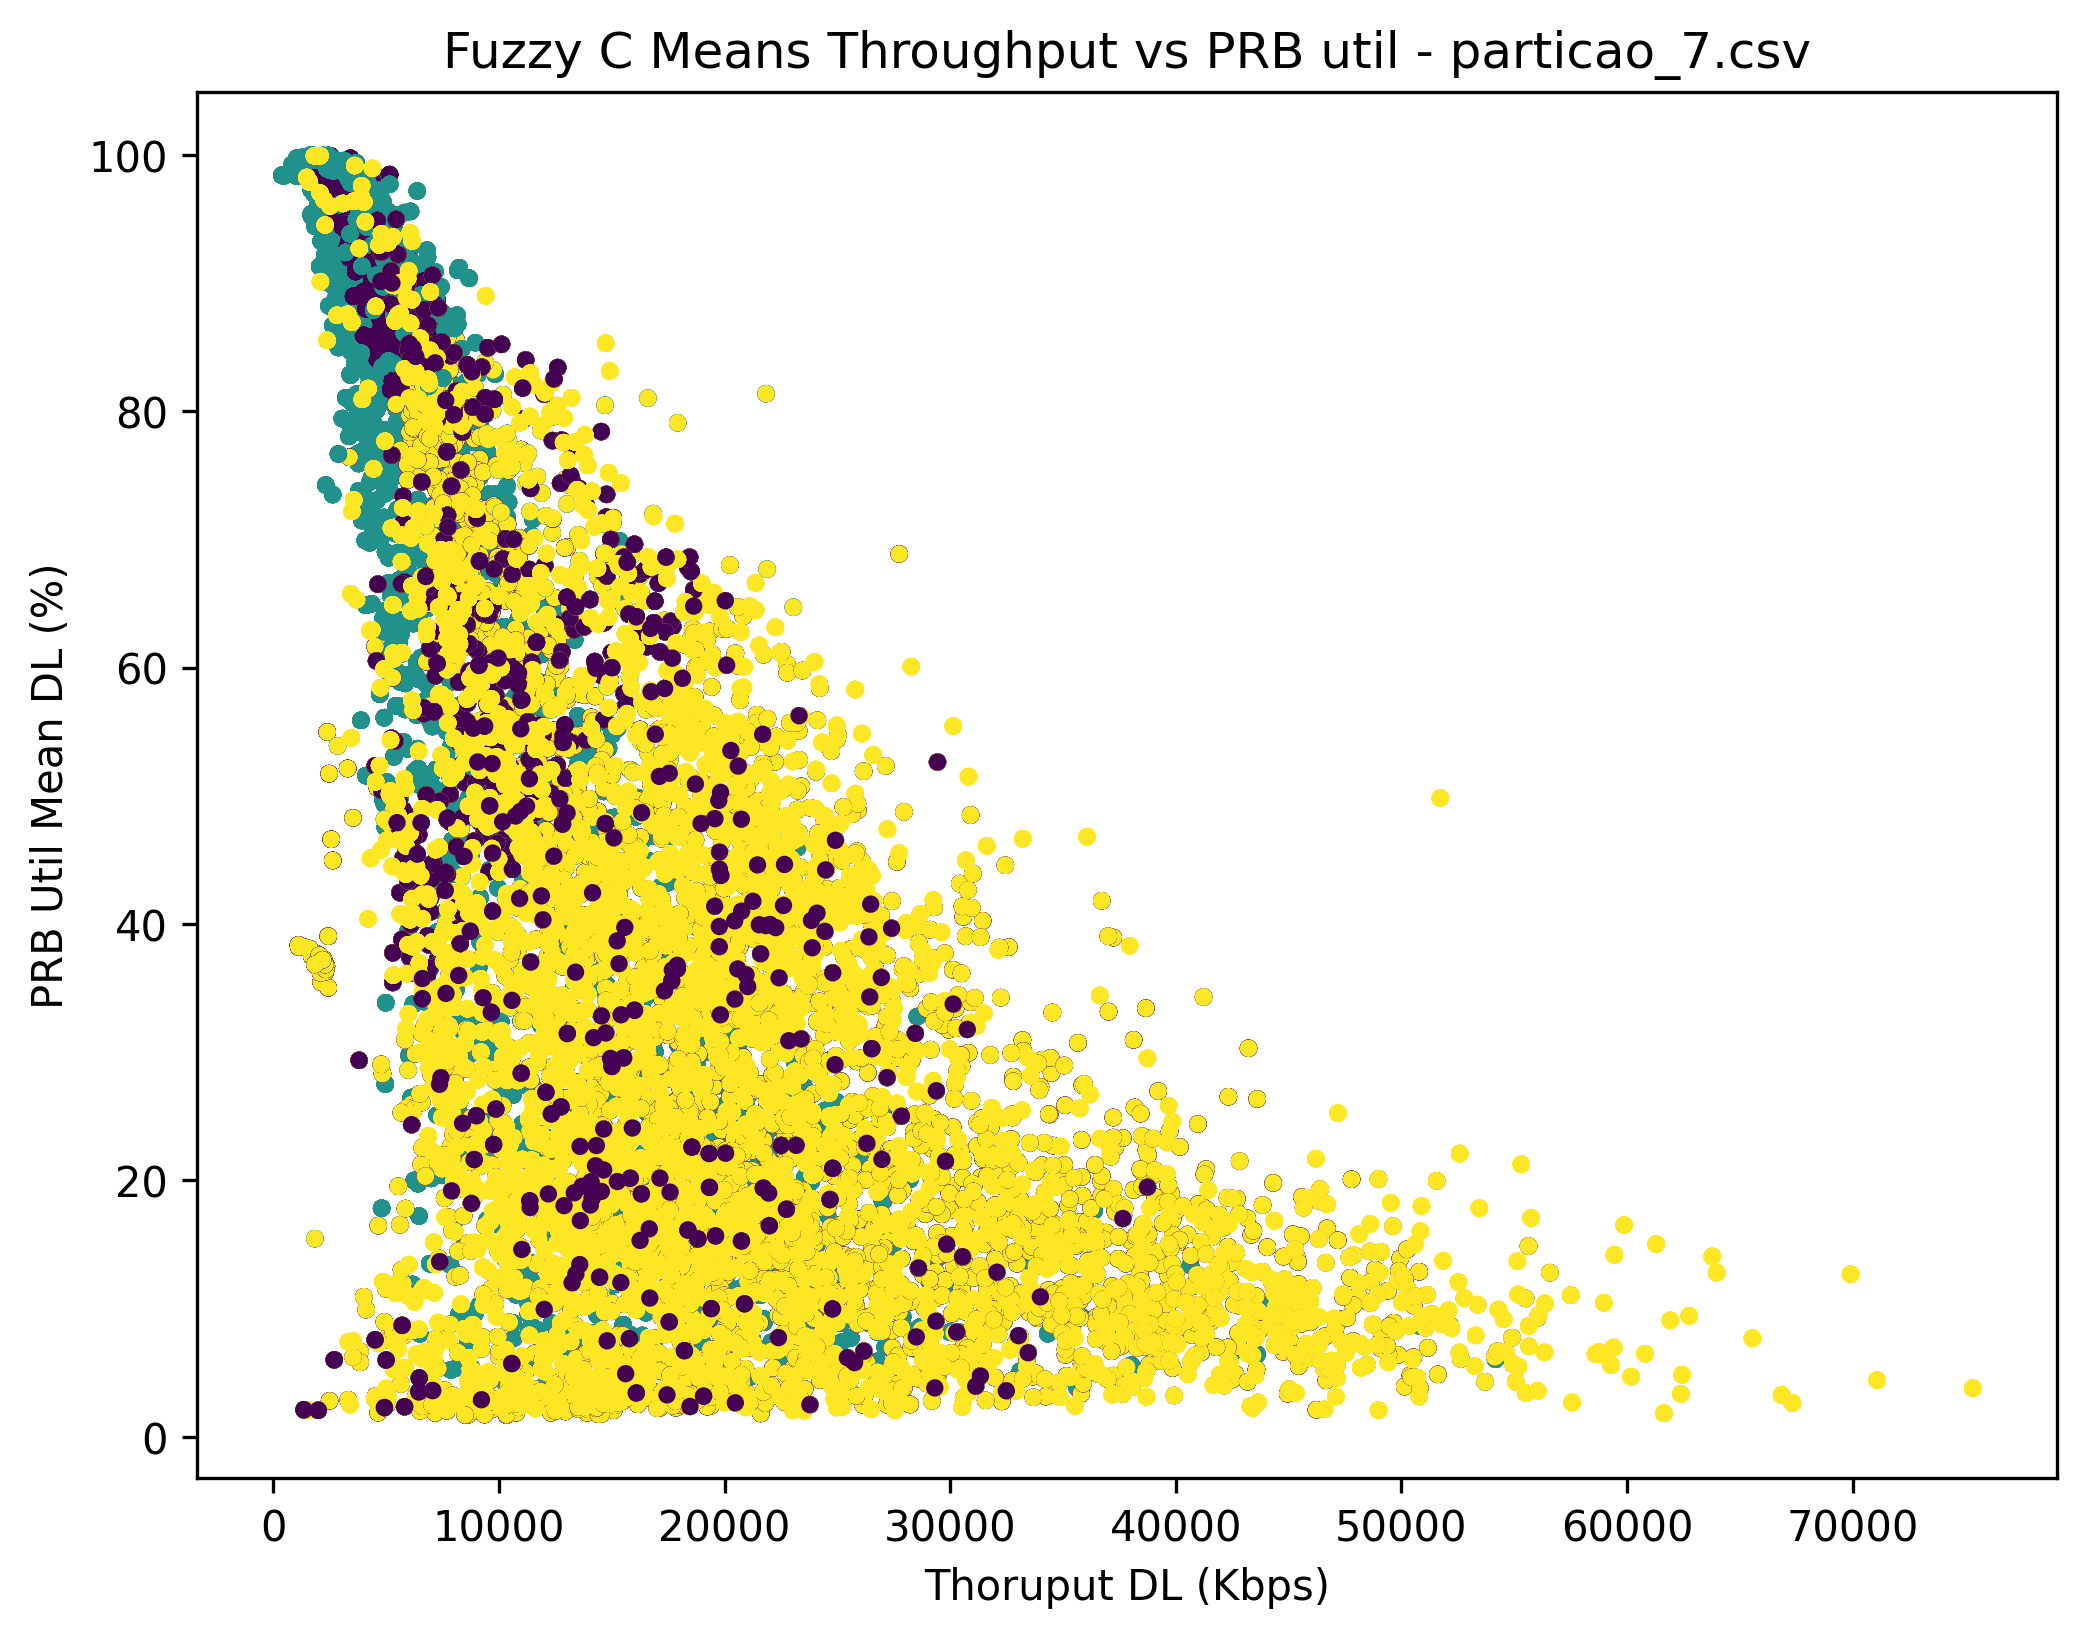 Fuzzy C Means Throughput vs PRB util - particao_7.csv
100
80
60
40
20
0
PRB Util Mean DL (%)
0 10000 20000 30000 40000 50000 60000 70000
Thoruput DL (Kbps)